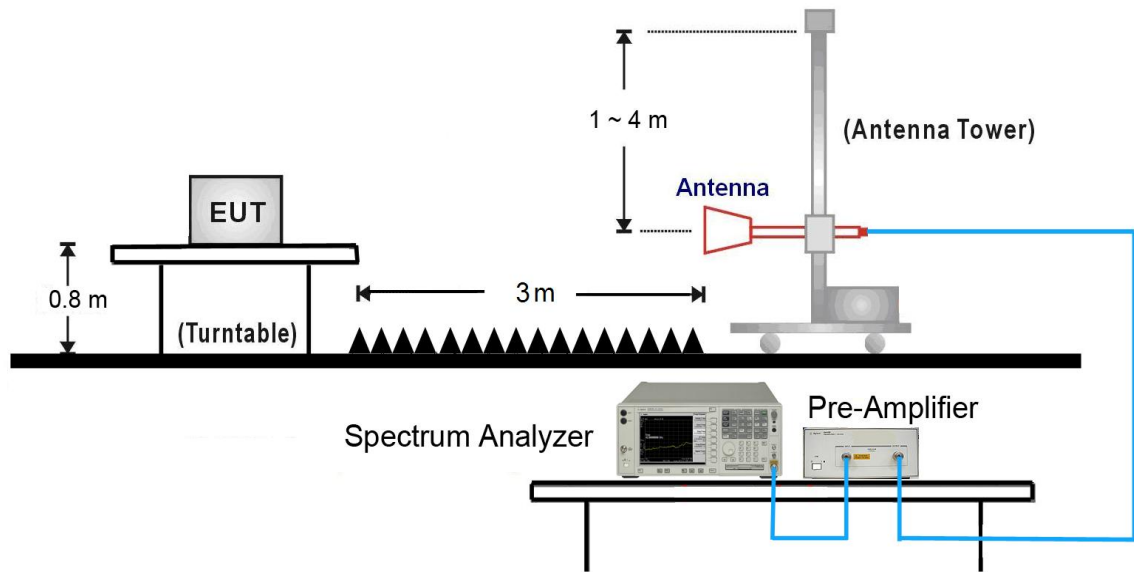 1 ~ 4 m
(Antenna Tower)
Antenna
EUT
0.8 m
3 m
(Turntable)
Spectrum Analyzer
Pre-Amplifier